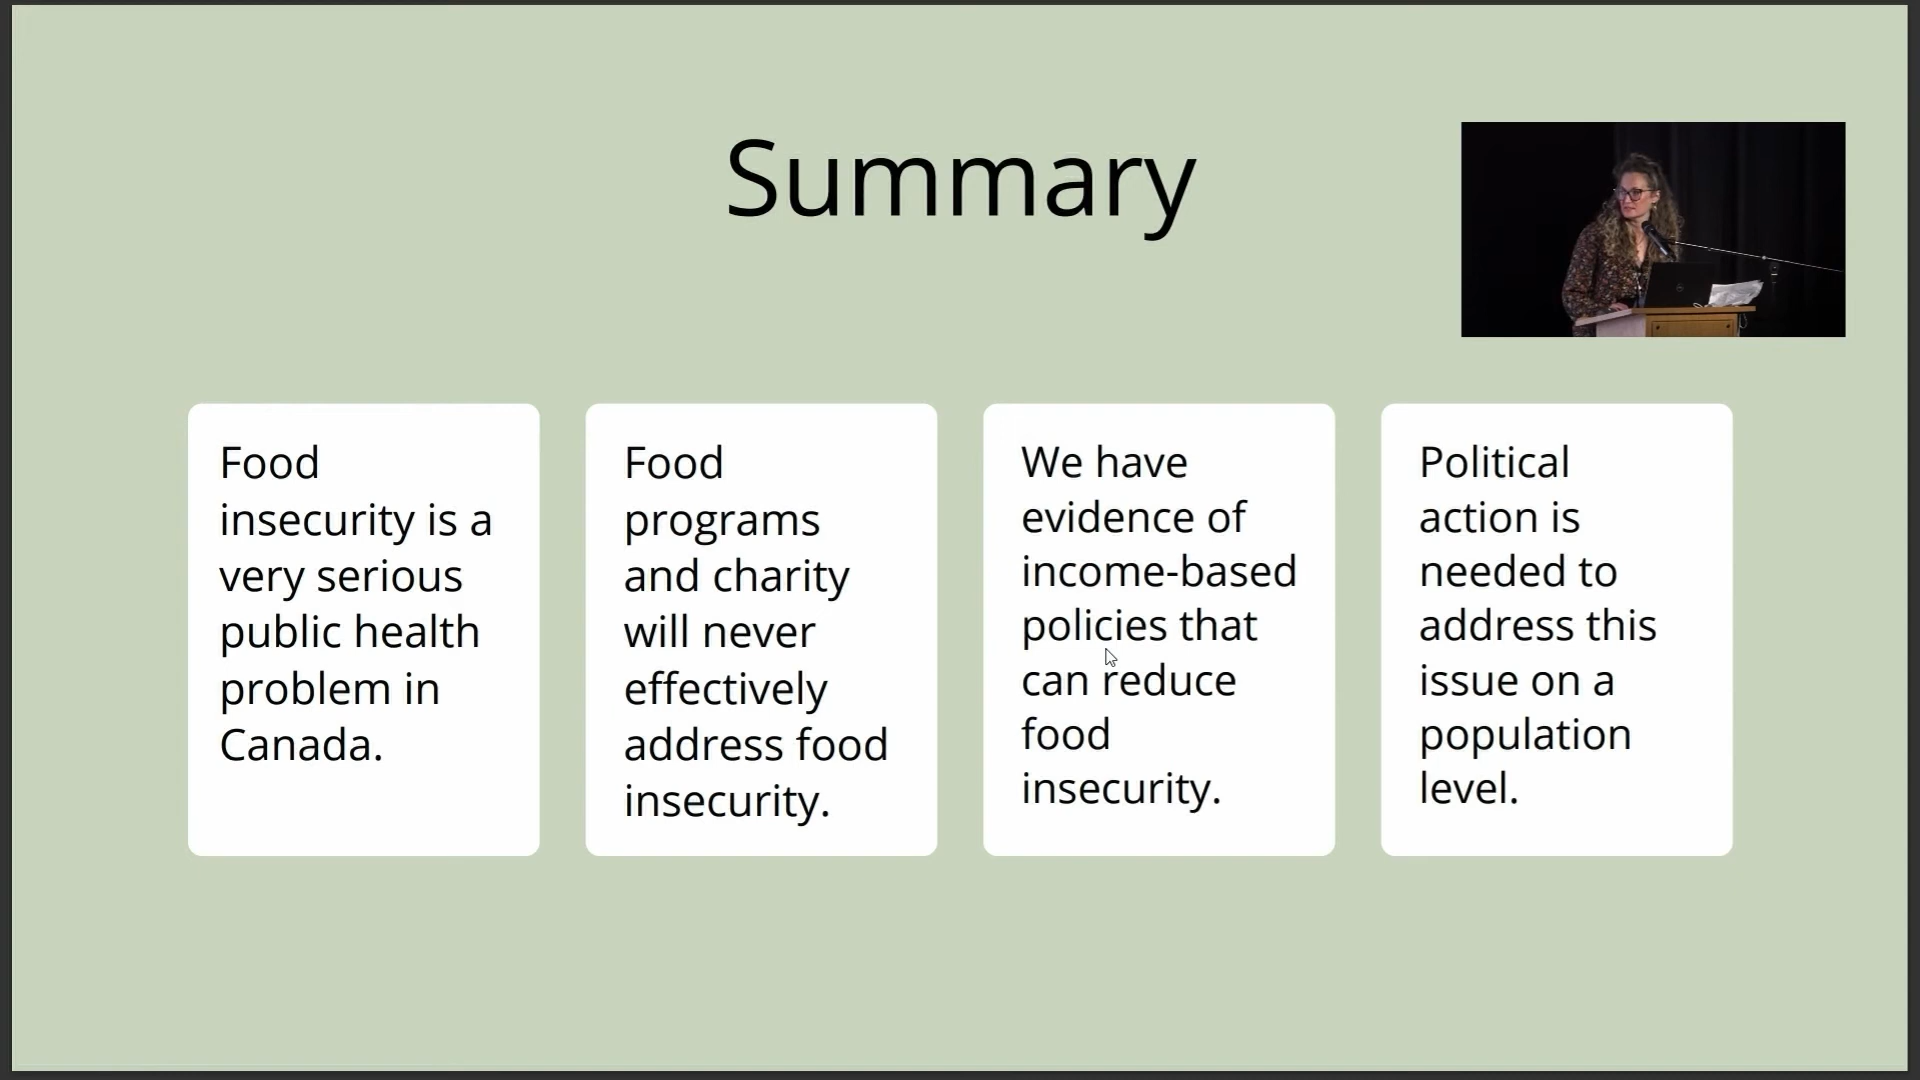 Summary
Food
insecurity is a
very serious
public health
problem in
Canada.
Food
programs
and charity
will never
effectively
address food
insecurity.
We have
evidence of
income-based
policies that
can reduce
food
insecurity.
Political
action is
needed to
address this
issue on a
population
level.